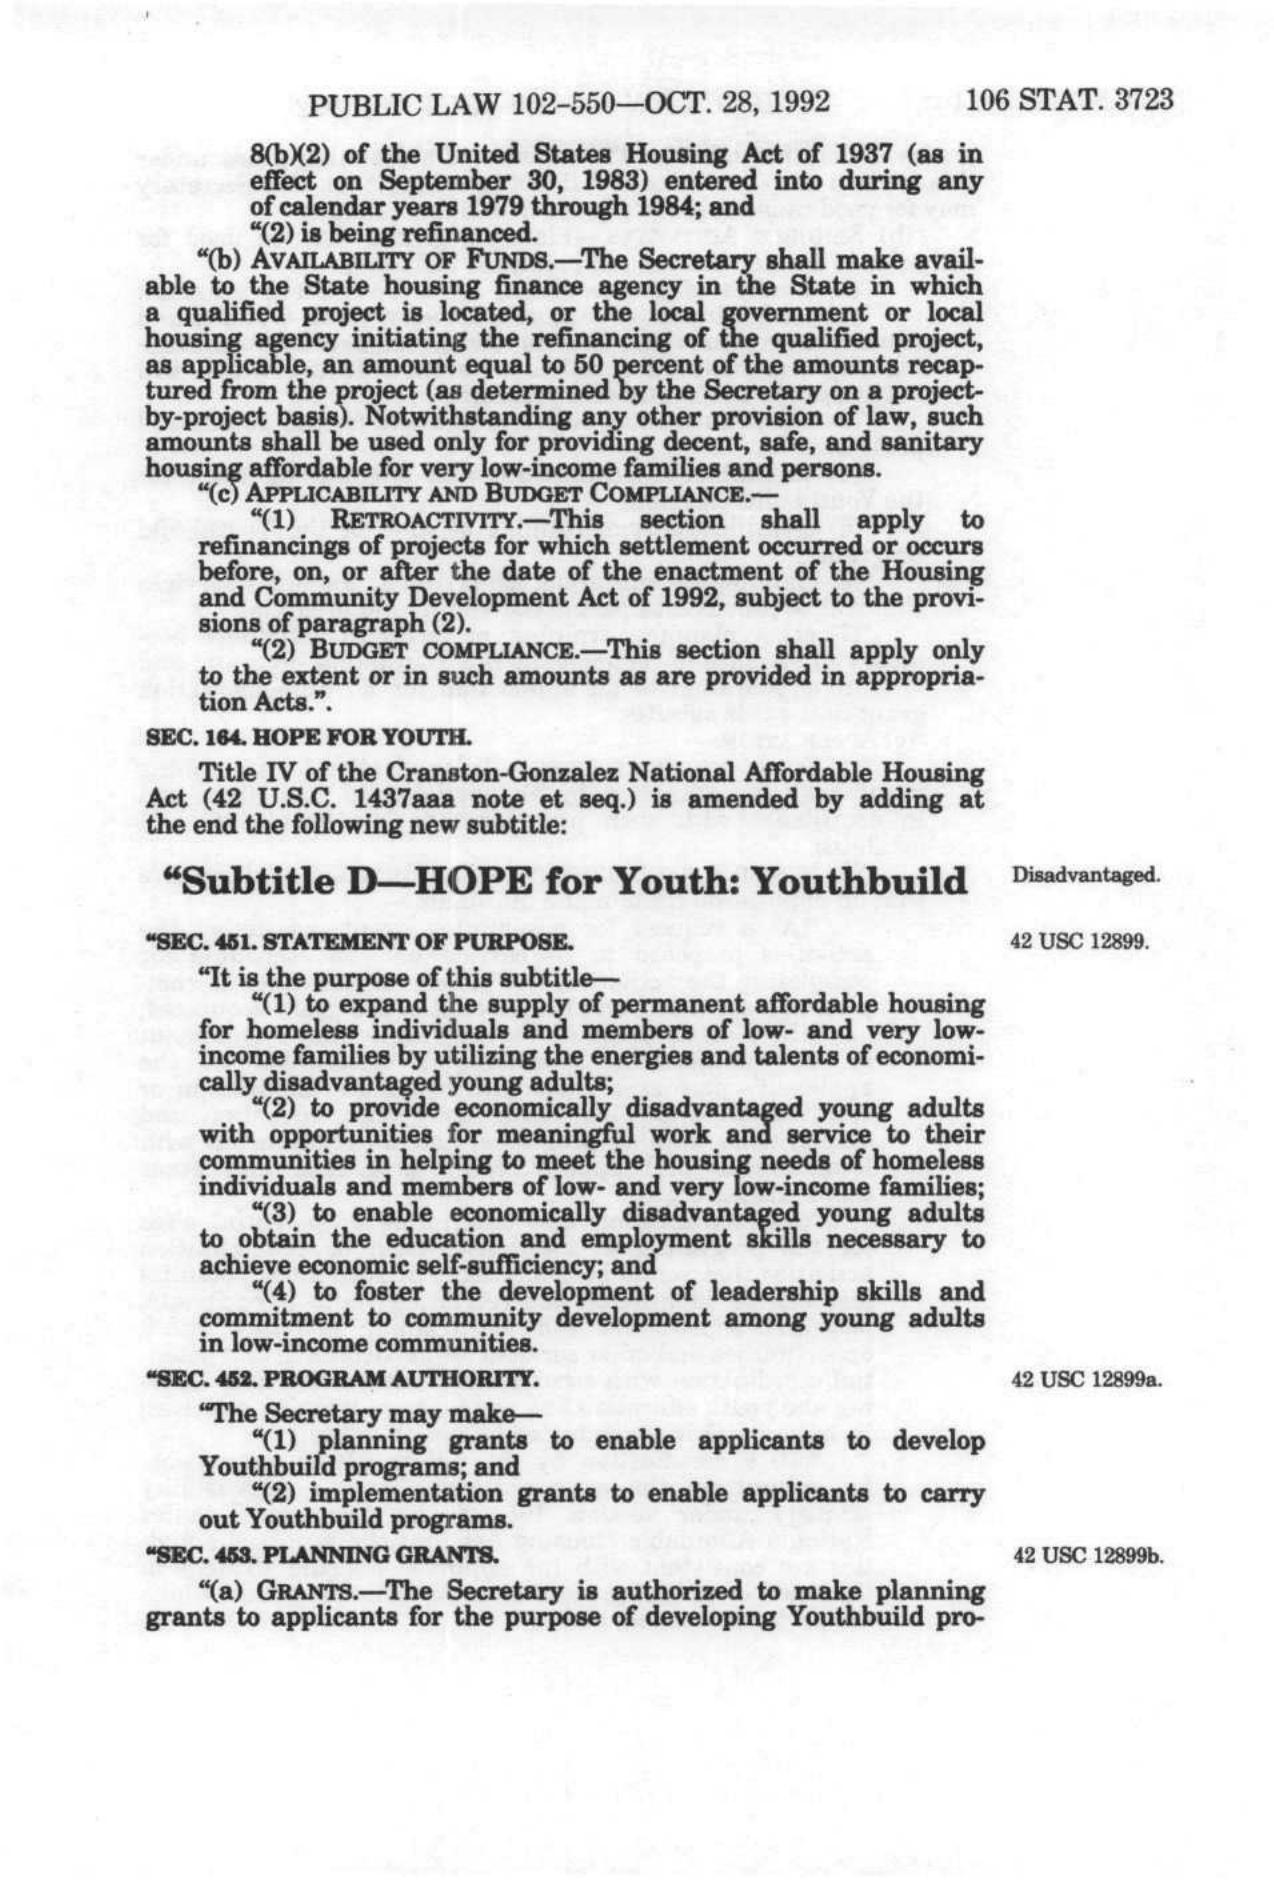 PUBLIC LAW 102–550—OCT. 28, 1992 106 STAT. 3723
8(b)(2) of the United States Housing Act of 1937 (as in
effect on September 30, 1983) entered into during any
of calendar years 1979 through 1984; and
“(2) is being refinanced.
“(b) AVAILABILITY OF FUNDS.—The Secretary shall make avail-
able to the State housing finance agency in the State in which
a qualified project is located, or the local government or local
housing agency initiating the refinancing of the qualified project,
as applicable, an amount equal to 50 percent of the amounts recap-
tured from the project (as determined by the Secretary on a project-
by-project basis). Notwithstanding any other provision of law, such
amounts shall be used only for providing decent, safe, and sanitary
housing affordable for very low-income families and persons.
“(c) APPLICABILITY AND BUDGET COMPLIANCE.—
“(1) RETROACTIVITY.—This section shall apply to
refinancings of projects for which settlement occurred or occurs
before, on, or after the date of the enactment of the Housing
and Community Development Act of 1992, subject to the provi-
sions of paragraph (2).
“(2) BUDGET COMPLIANCE.—This section shall apply only
to the extent or in such amounts as are provided in appropria-
tion Acts.”.
SEC. 164. HOPE FOR YOUTH.
Title IV of the Cranston-Gonzalez National Affordable Housing
Act (42 U.S.C. 1437aaa note et seq.) is amended by adding at
the end the following new subtitle:
“Subtitle D—HOPE for Youth: Youthbuild
Disadvantaged.
“SEC. 451. STATEMENT OF PURPOSE.
42 USC 12899.
“It is the purpose of this subtitle—
“(1) to expand the supply of permanent affordable housing
for homeless individuals and members of low- and very low-
income families by utilizing the energies and talents of economi-
cally disadvantaged young adults;
“(2) to provide economically disadvantaged young adults
with opportunities for meaningful work and service to their
communities in helping to meet the housing needs of homeless
individuals and members of low- and very low-income families;
“(3) to enable economically disadvantaged young adults
to obtain the education and employment skills necessary to
achieve economic self-sufficiency; and
“(4) to foster the development of leadership skills and
commitment to community development among young adults
in low-income communities.
“SEC. 452. PROGRAM AUTHORITY.
42 USC 12899a.
“The Secretary may make—
“(1) planning grants to enable applicants to develop
Youthbuild programs; and
“(2) implementation grants to enable applicants to carry
out Youthbuild programs.
“SEC. 453. PLANNING GRANTS.
42 USC 12899b.
“(a) GRANTS.—The Secretary is authorized to make planning
grants to applicants for the purpose of developing Youthbuild pro-